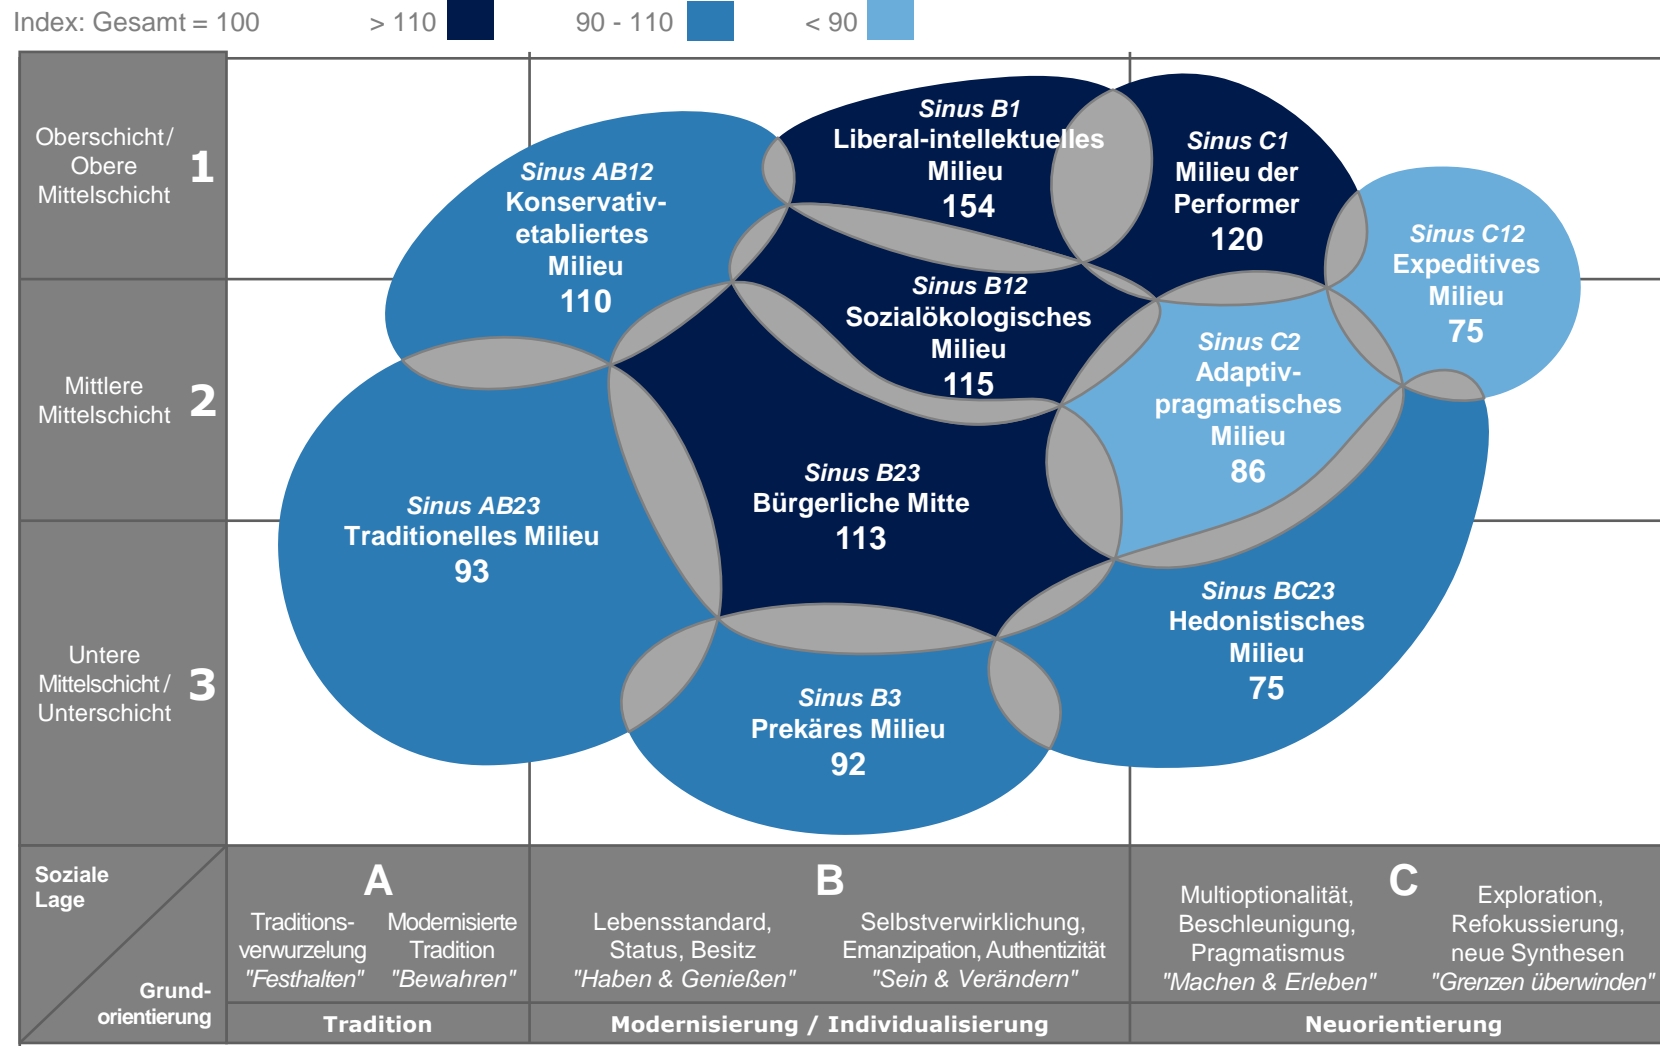 Index: Gesamt = 100 > 110 90 - 110 < 90
Oberschicht/
Obere
Mittelschicht
1
Mittlere
Mittelschicht
2
Untere
Mittelschicht /
Unterschicht
3
Sinus AB12
Konservativ-
etabliertes
Milieu
110
Sinus B1
Liberal-intellektuelles
Milieu
154
Sinus C1
Milieu der
Performer
120
Sinus C12
Expeditives
Milieu
75
Sinus B12
Sozialökologisches
Milieu
115
Sinus C2
Adaptiv-
pragmatisches
Milieu
86
Sinus AB23
Traditionelles Milieu
93
Sinus B23
Bürgerliche Mitte
113
Sinus BC23
Hedonistisches
Milieu
75
Sinus B3
Prekäres Milieu
92
Soziale
Lage
Grund-
orientierung
A
Traditions-
verwurzelung
"Festhalten"
Modernisierte
Tradition
"Bewahren"
Tradition
B
Lebensstandard,
Status, Besitz
"Haben & Genießen"
Selbstverwirklichung,
Emanzipation, Authentizität
"Sein & Verändern"
Modernisierung / Individualisierung
C
Multioptionalität,
Beschleunigung,
Pragmatismus
"Machen & Erleben"
Exploration,
Refokussierung,
neue Synthesen
"Grenzen überwinden"
Neuorientierung